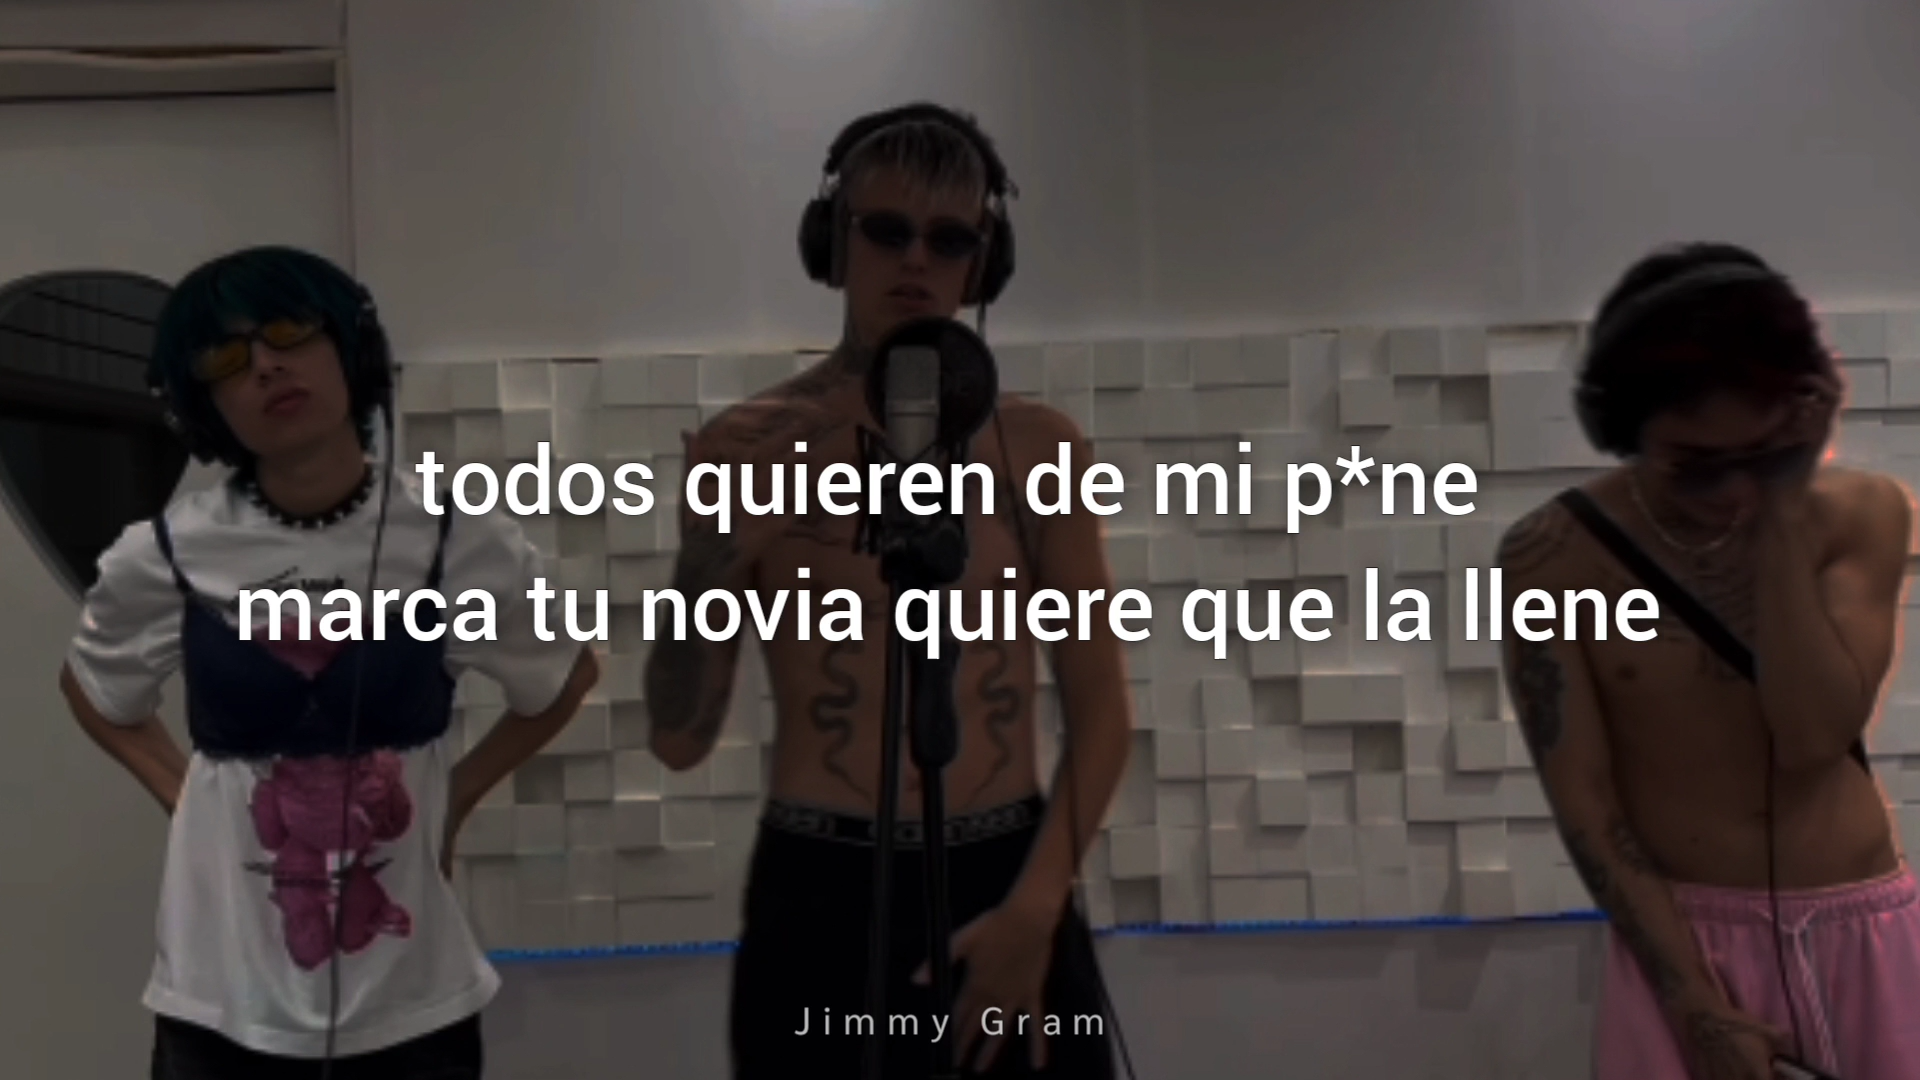 todos quieren de mi p*ne
marca tu novia quiere que la llene
Jimmy Gram